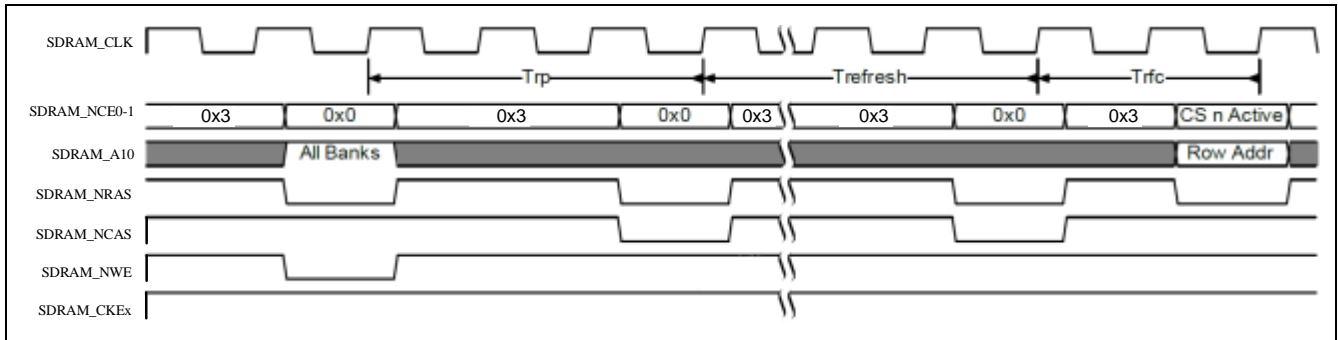 SDRAM_CLK
Trp Trefresh Trfc
SDRAM_NCE0-1 0x3 0x0 0x3 0x0 0x3 0x3 0x0 0x3 CS n Active
SDRAM_A10 All Banks Row Addr
SDRAM_NRAS
SDRAM_NCAS
SDRAM_NWE
SDRAM_CKEx